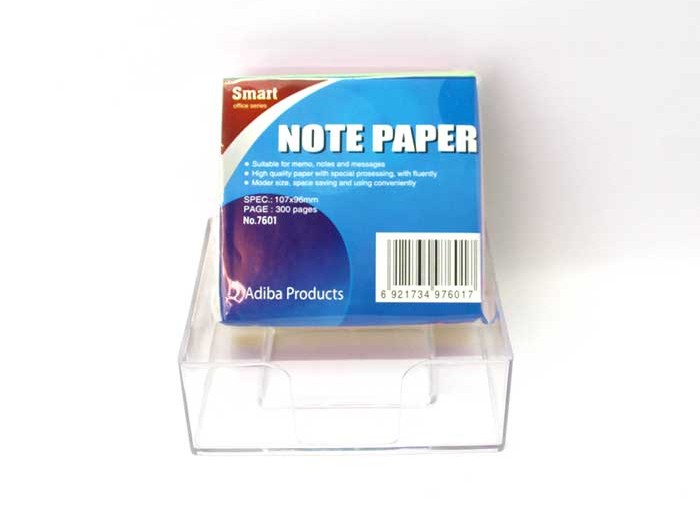 Smart
office series
NOTE PAPER
Suitable for memo, notes and messages
High quality paper with special prosessing, with fluently
Moder size, space saving and using conveniently
SPEC.: 107x96mm
PAGE : 300 pages
No.7601
Adiba Products
6 921734 976017